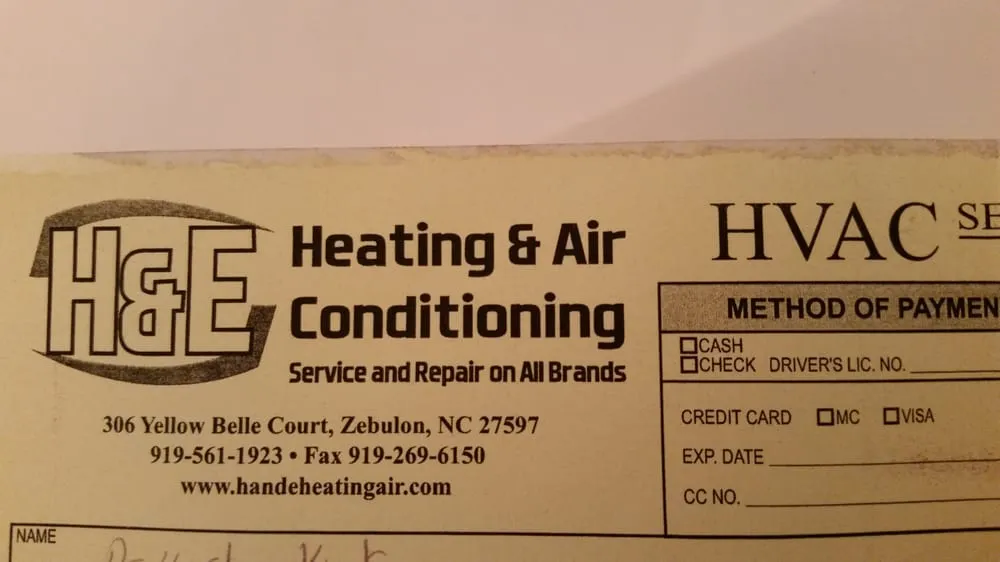 H&E
Heating & Air
Conditioning
Service and Repair on All Brands
306 Yellow Belle Court, Zebulon, NC 27597
919-561-1923 • Fax 919-269-6150
www.handeheatingair.com
HVAC SE
METHOD OF PAYMEN
CASH
CHECK DRIVER'S LIC. NO.
CREDIT CARD MC VISA
EXP. DATE
CC NO.
NAME